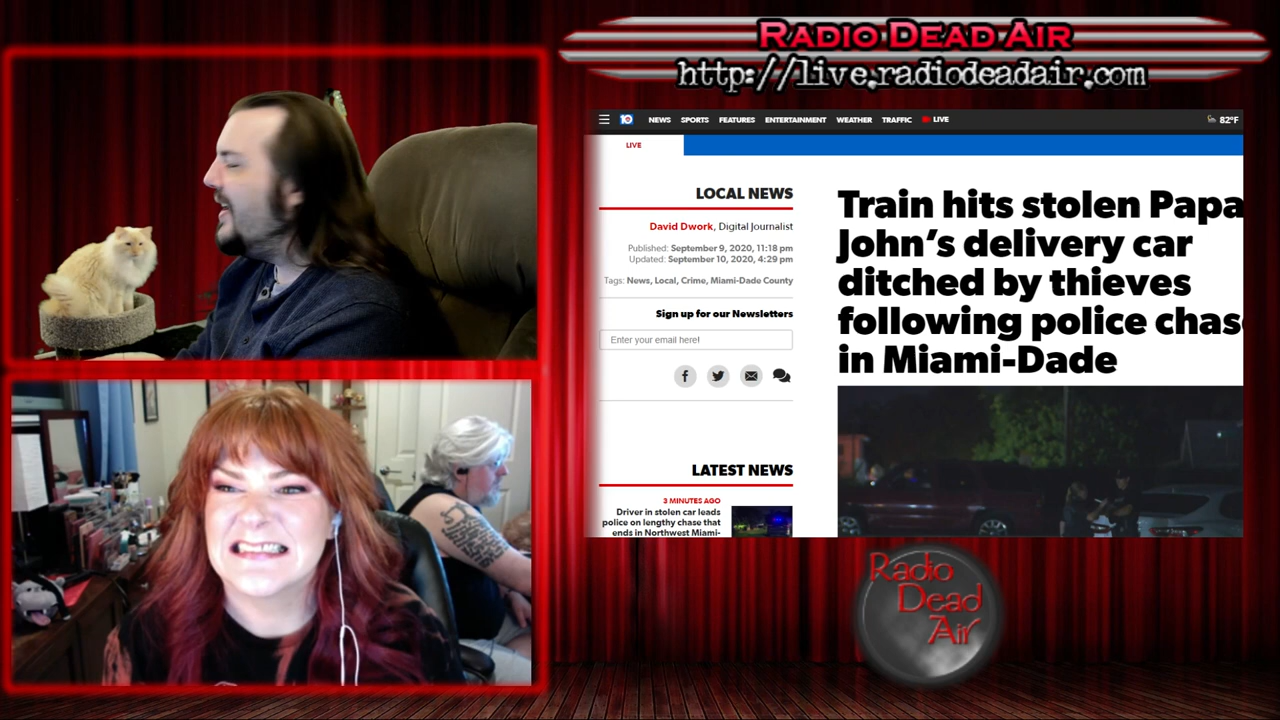 RADIO DEAD AIR
http://live.radiodeadair.com
10 NEWS SPORTS FEATURES ENTERTAINMENT WEATHER TRAFFIC LIVE 82°F
LIVE
LOCAL NEWS
David Dwork, Digital Journalist
Published: September 9, 2020, 11:18 pm
Updated: September 10, 2020, 4:29 pm
Tags: News, Local, Crime, Miami-Dade County
Sign up for our Newsletters
Enter your email here!
LATEST NEWS
3 MINUTES AGO
Driver in stolen car leads
police on lengthy chase that
ends in Northwest Miami-
Train hits stolen Papa
John's delivery car
ditched by thieves
following police chas
in Miami-Dade
Radio
Dead
Air